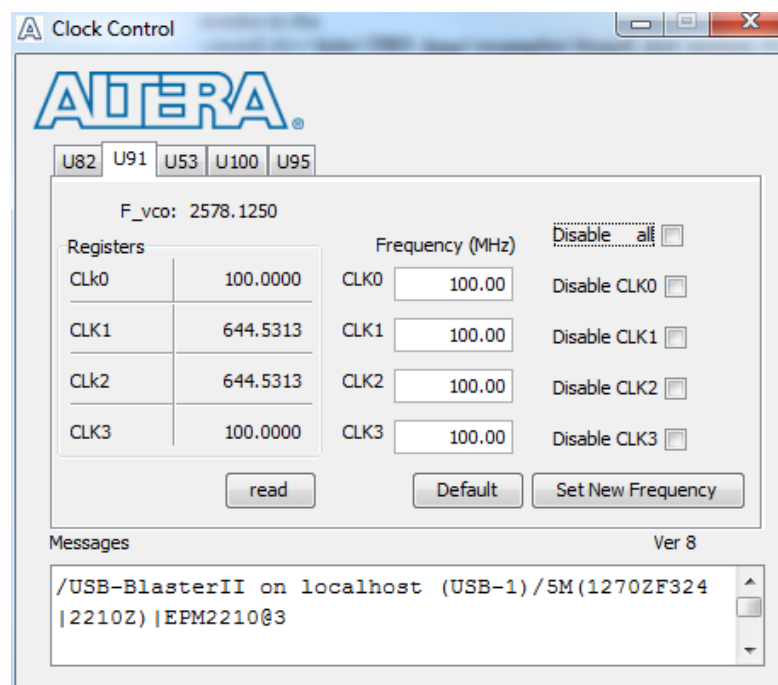 Clock Control
ALTERA®
U82 U91 U53 U100 U95
F_vco: 2578.1250
Disable all
Registers
Frequency (MHz)
CLk0 100.0000 CLK0 100.00 Disable CLK0
CLK1 644.5313 CLK1 100.00 Disable CLK1
CLk2 644.5313 CLK2 100.00 Disable CLK2
CLK3 100.0000 CLK3 100.00 Disable CLK3
read Default Set New Frequency
Messages Ver 8
/USB-BlasterII on localhost (USB-1)/5M(1270ZF324
|2210Z)|EPM2210@3